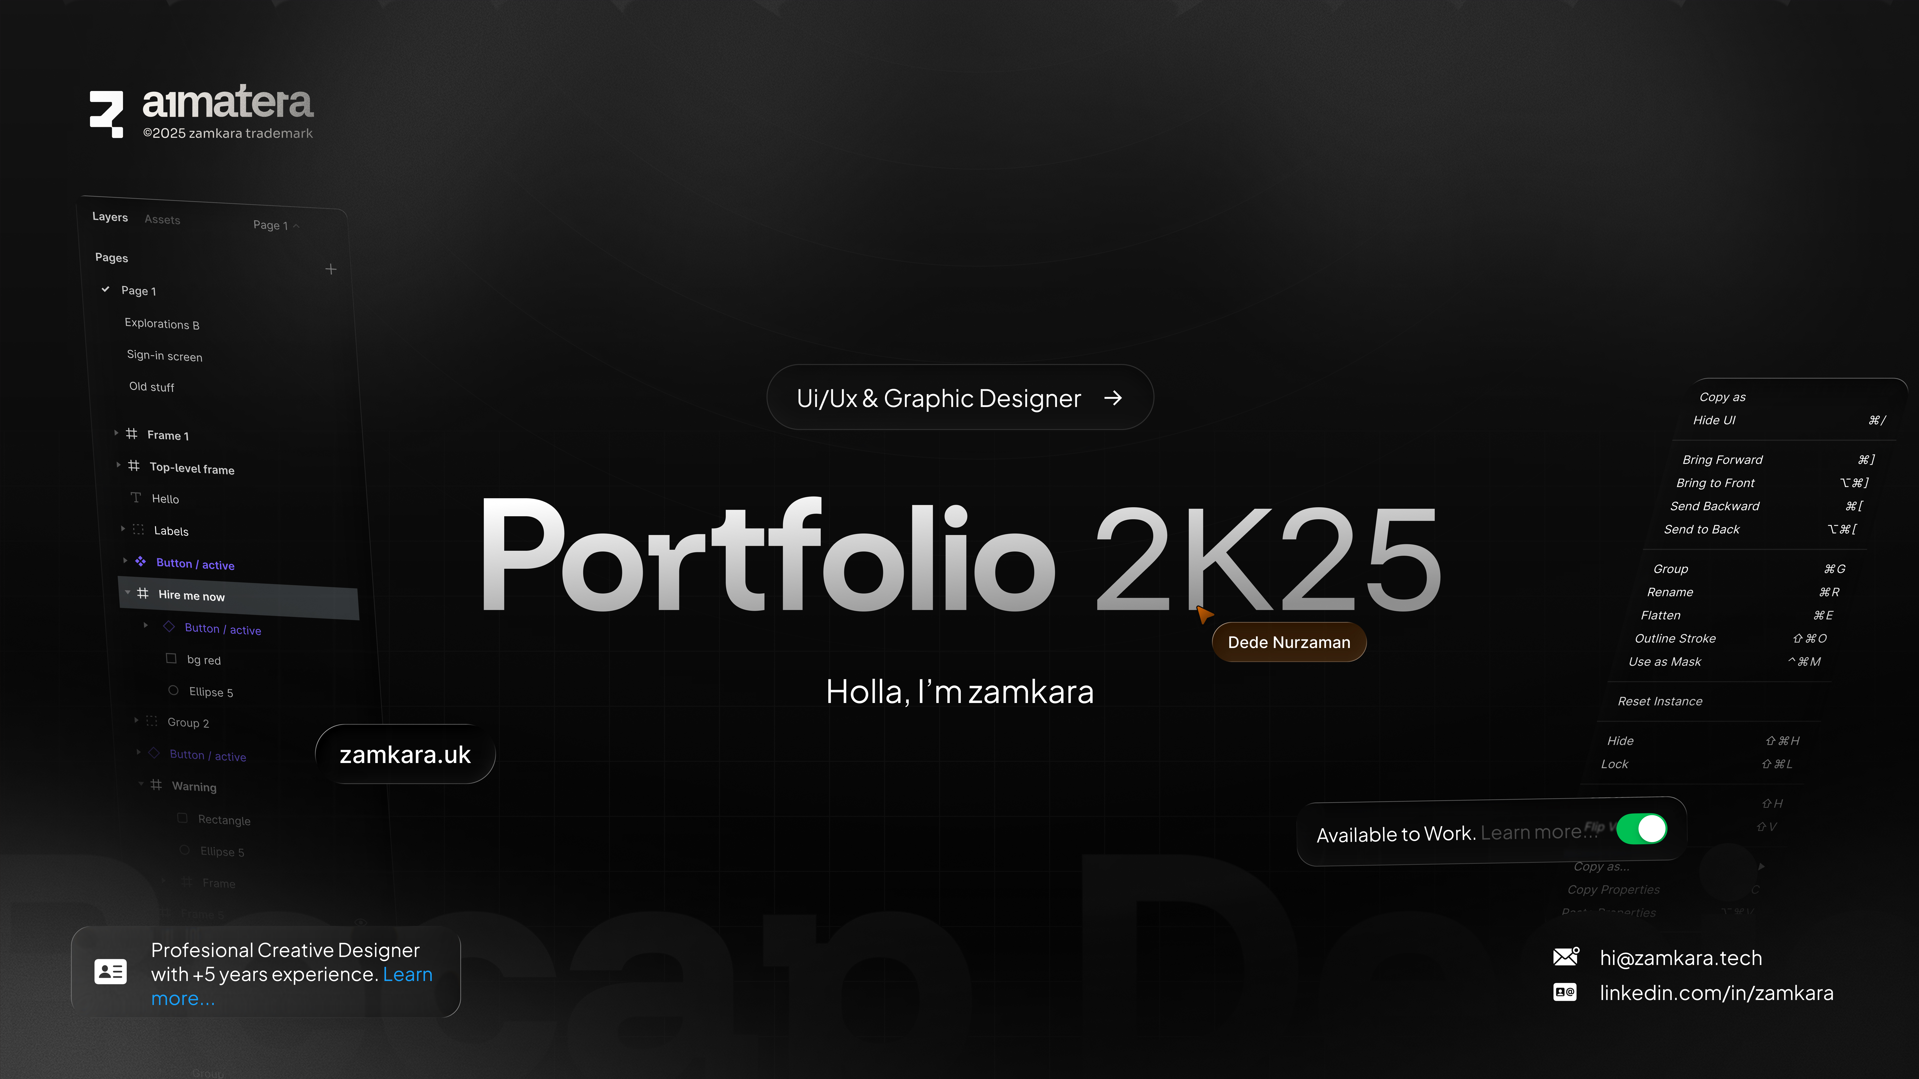 a1matera
©2025 zamkara trademark
Layers Assets Page 1
Pages
Page 1
Explorations B
Sign-in screen
Old stuff
Frame 1
Top-level frame
Hello
Labels
Button / active
Hire me now
Button / active
bg red
Ellipse 5
Group 2
Button / active
Warning
Rectangle
Ellipse 5
Frame
Group
Ui/Ux & Graphic Designer →
Portfolio 2K25
Dede Nurzaman
Holla, I'm zamkara
zamkara.uk
Profesional Creative Designer
with +5 years experience. Learn
more...
Copy as
Hide UI ⌘/
Bring Forward ⌘]
Bring to Front ⌥⌘]
Send Backward ⌘[
Send to Back ⌥⌘[
Group ⌘G
Rename ⌘R
Flatten ⌘E
Outline Stroke ⇧⌘O
Use as Mask ^⌘M
Reset Instance
Hide ⇧⌘H
Lock ⇧⌘L
⇧H
Flip V ⇧V
Available to Work. Learn more...
Copy as...
Copy Properties C
Paste Properties
hi@zamkara.tech
linkedin.com/in/zamkara